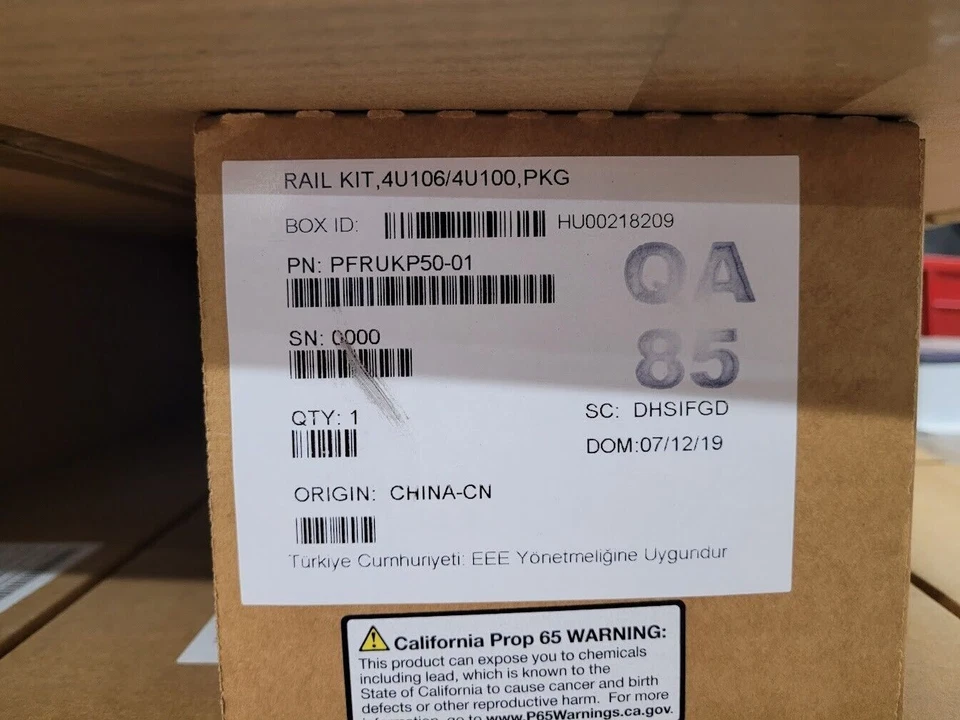 RAIL KIT,4U106/4U100,PKG
BOX ID: HU00218209
PN: PFRUKP50-01
QA
SN: 0000
85
QTY: 1
SC: DHSIFGD
DOM:07/12/19
ORIGIN: CHINA-CN
Türkiye Cumhuriyeti: EEE Yönetmeliğine Uygundur
California Prop 65 WARNING:
This product can expose you to chemicals
including lead, which is known to the
State of California to cause cancer and birth
defects or other reproductive harm. For more
information, go to www.P65Warnings.ca.gov.